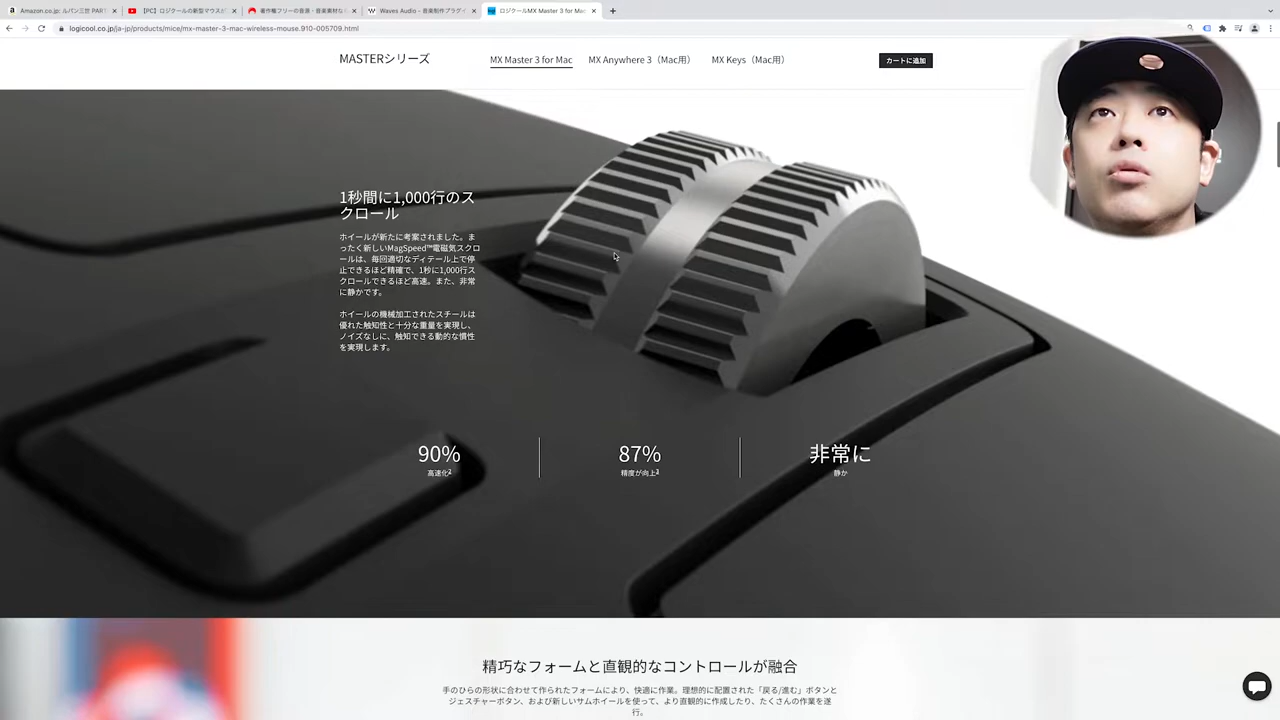 Amazon.co.jp: ルパン三世 PART
【PC】ロジクールの新型マウスが
著作権フリーの音源・音楽素材な
Waves Audio - 音楽制作プラグイ
ロジクールMX Master 3 for Mac
logicool.co.jp/ja-jp/products/mice/mx-master-3-mac-wireless-mouse.910-005709.html
MASTERシリーズ
MX Master 3 for Mac
MX Anywhere 3（Mac用）
MX Keys（Mac用）
カートに追加
1秒間に1,000行のス
クロール
ホイールが新たに考案されました。ま
ったく新しいMagSpeed™電磁気スクロ
ールは、毎回適切なディテール上で停
止できるほど精確で、1秒に1,000行ス
クロールできるほど高速。また、非常
に静かです。
ホイールの機械加工されたスチールは
優れた触知性と十分な重量を実現し、
ノイズなしに、触知できる動的な慣性
を実現します。
90%
高速化2
87%
精度が向上3
非常に
静か
精巧なフォームと直観的なコントロールが融合
手のひらの形状に合わせて作られたフォームにより、快適に作業。理想的に配置された「戻る/進む」ボタンと
ジェスチャーボタン、および新しいサムホイールを使って、より直観的に作成したり、たくさんの作業を遂
行。